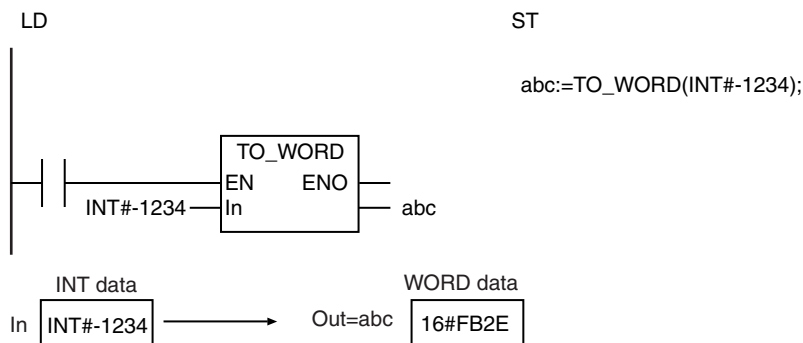 LD
ST
abc:=TO_WORD(INT#-1234);
TO_WORD
EN ENO
INT#-1234 In abc
INT data WORD data
In INT#-1234 Out=abc 16#FB2E